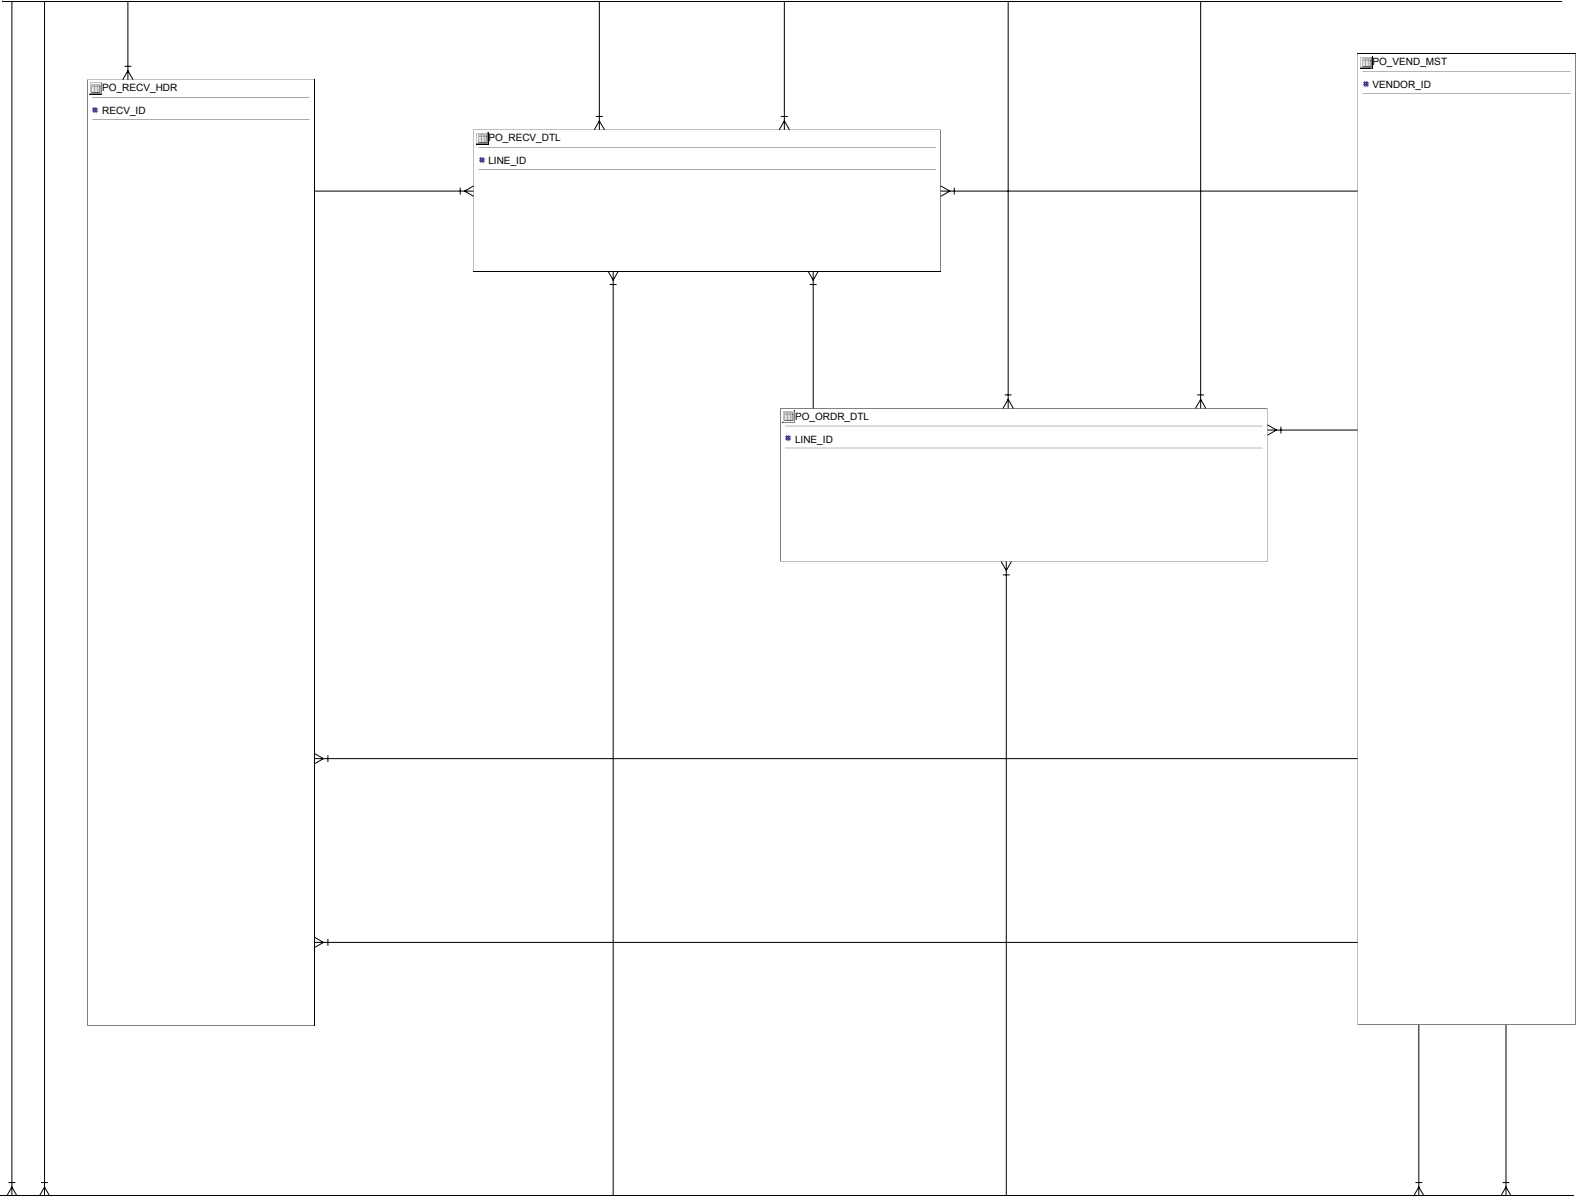 PO_RECV_HDR
# RECV_ID
PO_RECV_DTL
# LINE_ID
PO_VEND_MST
# VENDOR_ID
PO_ORDR_DTL
# LINE_ID